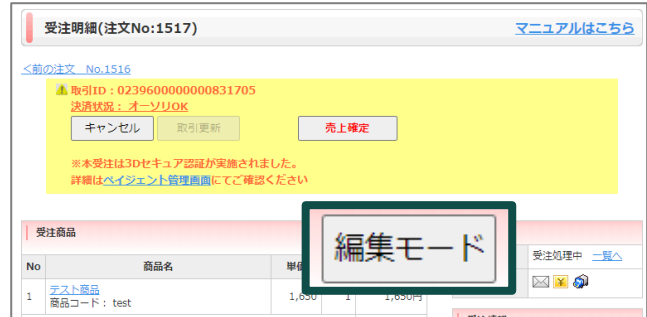 受注明細(注文No:1517)
マニュアルはこちら
<前の注文 No.1516
取引ID：0239600000000831705
決済状況： オーソリOK
キャンセル 取引更新 売上確定
※本受注は3Dセキュア認証が実施されました。
詳細はペイジェント管理画面にてご確認ください
受注商品
編集モード
受注処理中 一覧へ
No 商品名
1 テスト商品 1,650 1 1,650円
商品コード： test